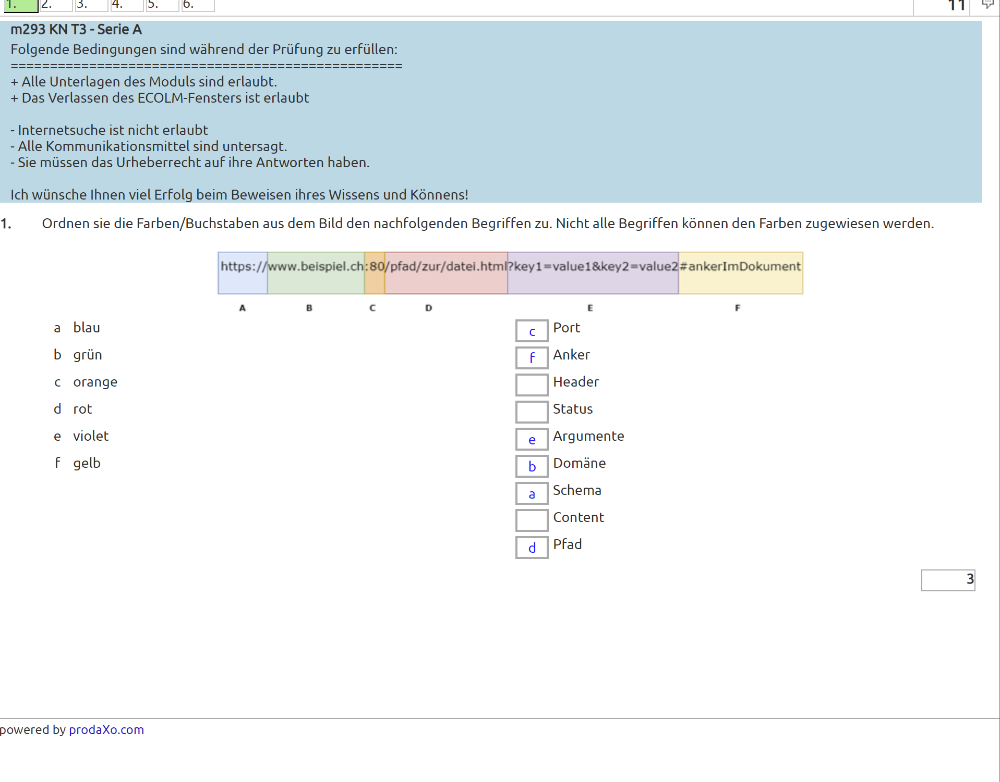 1. 2. 3. 4. 5. 6. 11
m293 KN T3 - Serie A
Folgende Bedingungen sind während der Prüfung zu erfüllen:
==================================================
+ Alle Unterlagen des Moduls sind erlaubt.
+ Das Verlassen des ECOLM-Fensters ist erlaubt
- Internetsuche ist nicht erlaubt
- Alle Kommunikationsmittel sind untersagt.
- Sie müssen das Urheberrecht auf ihre Antworten haben.
Ich wünsche Ihnen viel Erfolg beim Beweisen ihres Wissens und Könnens!
1. Ordnen sie die Farben/Buchstaben aus dem Bild den nachfolgenden Begriffen zu. Nicht alle Begriffen können den Farben zugewiesen werden.
https://www.beispiel.ch:80/pfad/zur/datei.html?key1=value1&key2=value2#ankerImDokument
A B C D E F
a blau
b grün
c orange
d rot
e violet
f gelb
c Port
f Anker
Header
Status
e Argumente
b Domäne
a Schema
Content
d Pfad
3
powered by prodaXo.com